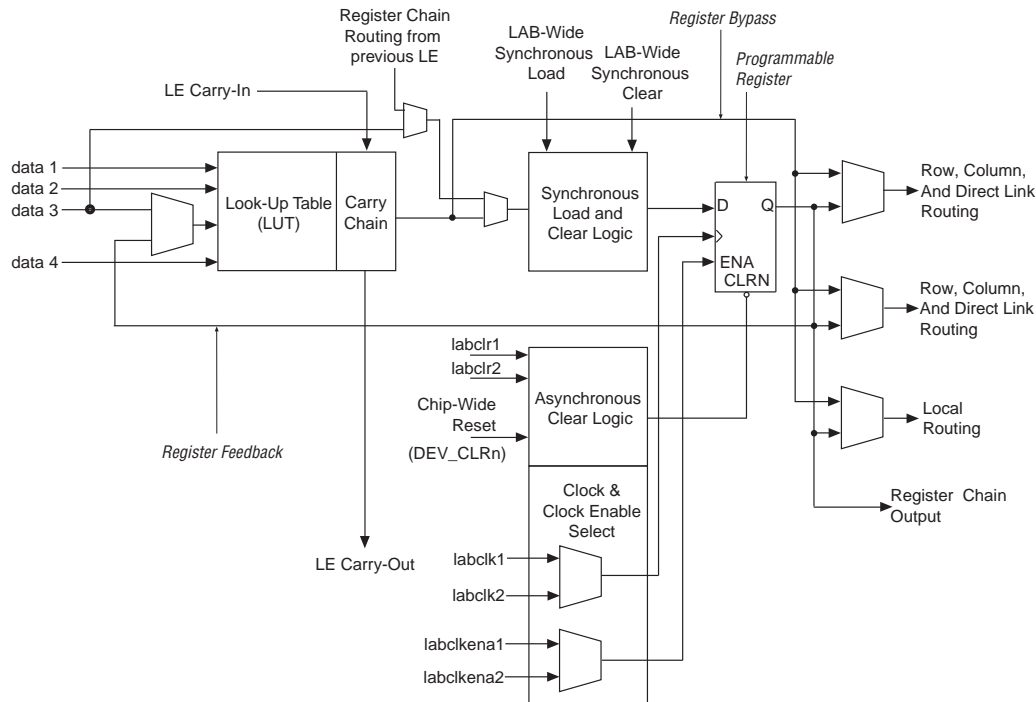 Register Chain
Routing from
previous LE
LAB-Wide
Synchronous
Load
LAB-Wide
Synchronous
Clear
Register Bypass
Programmable
Register
LE Carry-In
data 1
data 2
data 3
data 4
Look-Up Table
(LUT)
Carry
Chain
Synchronous
Load and
Clear Logic
D
Q
ENA
CLRN
Row, Column,
And Direct Link
Routing
Row, Column,
And Direct Link
Routing
Local
Routing
Register Chain
Output
labclr1
labclr2
Chip-Wide
Reset
(DEV_CLRn)
Asynchronous
Clear Logic
Register Feedback
Clock &
Clock Enable
Select
LE Carry-Out
labclk1
labclk2
labclkena1
labclkena2